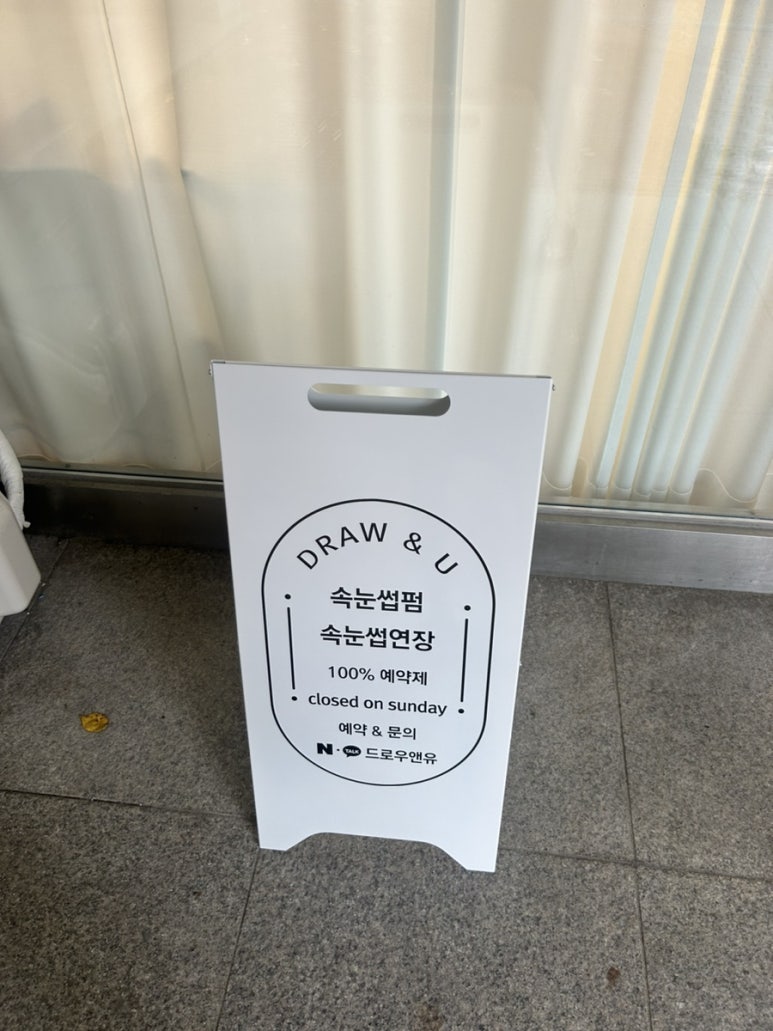 DRAW & U
속눈썹펌
속눈썹연장
100% 예약제
closed on sunday
예약 & 문의
N · TALK 드로우앤유